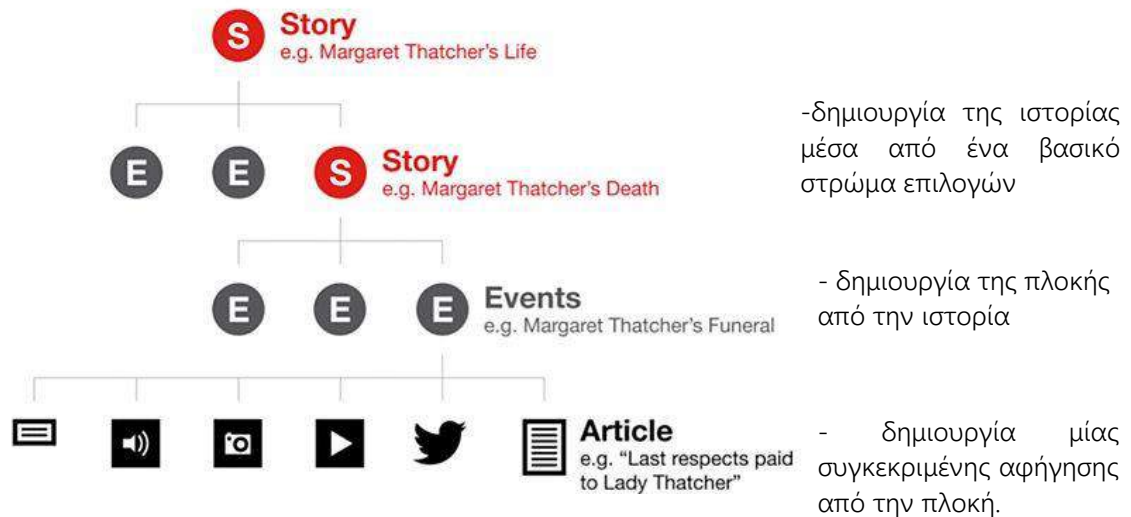 S Story
e.g. Margaret Thatcher's Life
-δημιουργία της ιστορίας
μέσα από ένα βασικό
στρώμα επιλογών
E E S Story
e.g. Margaret Thatcher's Death
E E E Events
e.g. Margaret Thatcher's Funeral
- δημιουργία της πλοκής
από την ιστορία
Article
e.g. "Last respects paid
to Lady Thatcher"
- δημιουργία μίας
συγκεκριμένης αφήγησης
από την πλοκή.